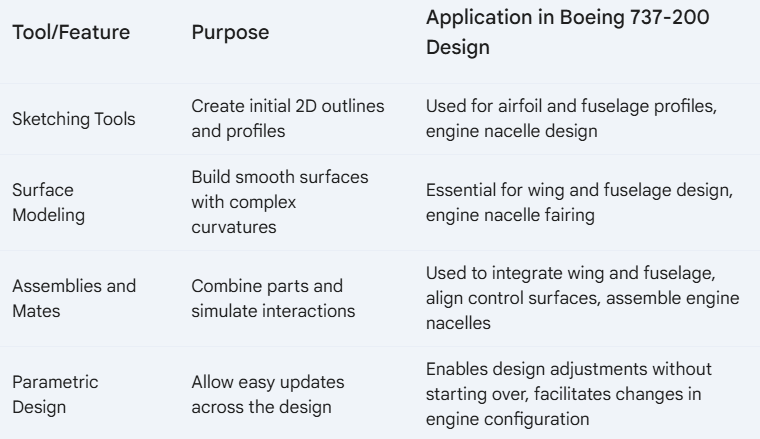 Tool/Feature
Purpose
Application in Boeing 737-200
Design
Sketching Tools
Create initial 2D outlines
and profiles
Used for airfoil and fuselage profiles,
engine nacelle design
Surface
Modeling
Build smooth surfaces
with complex
curvatures
Essential for wing and fuselage design,
engine nacelle fairing
Assemblies and
Mates
Combine parts and
simulate interactions
Used to integrate wing and fuselage,
align control surfaces, assemble engine
nacelles
Parametric
Design
Allow easy updates
across the design
Enables design adjustments without
starting over, facilitates changes in
engine configuration